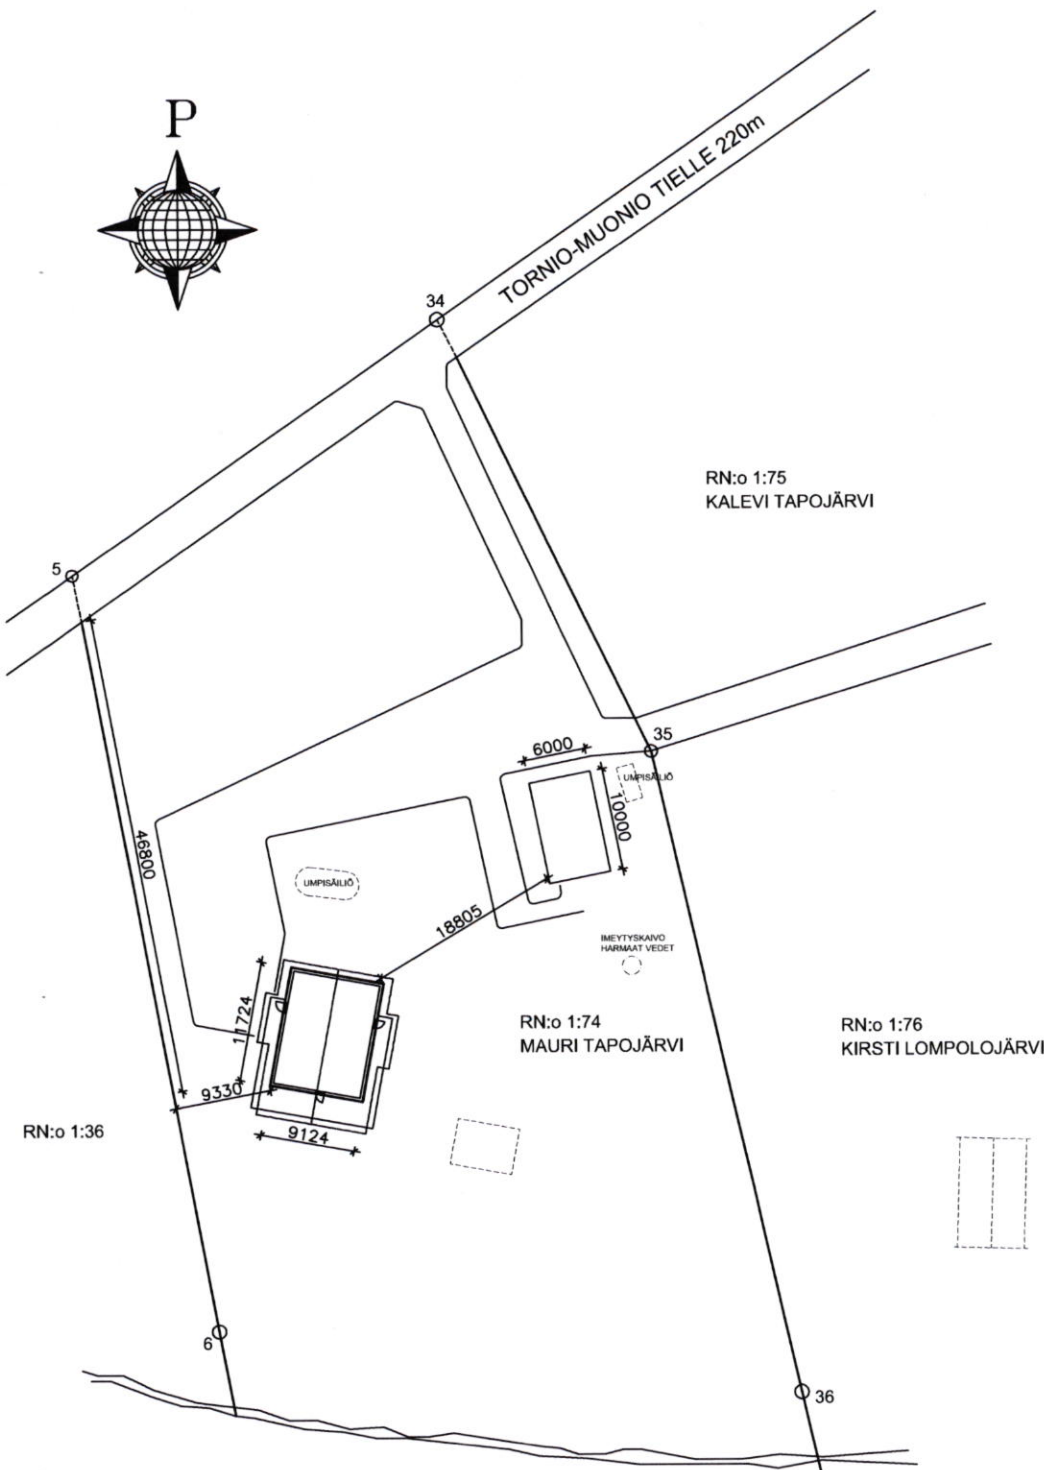 P
TORNIO-MUONIO TIELLE 220m
34
RN:o 1:75
KALEVI TAPOJÄRVI
5
35
6000
UMPISÄILIÖ
10000
46800
UMPISÄILIÖ
18805
IMEYTYSKAIVO
HARMAAT VEDET
11724
RN:o 1:74
MAURI TAPOJÄRVI
RN:o 1:76
KIRSTI LOMPOLOJÄRVI
9330
RN:o 1:36
9124
6
36